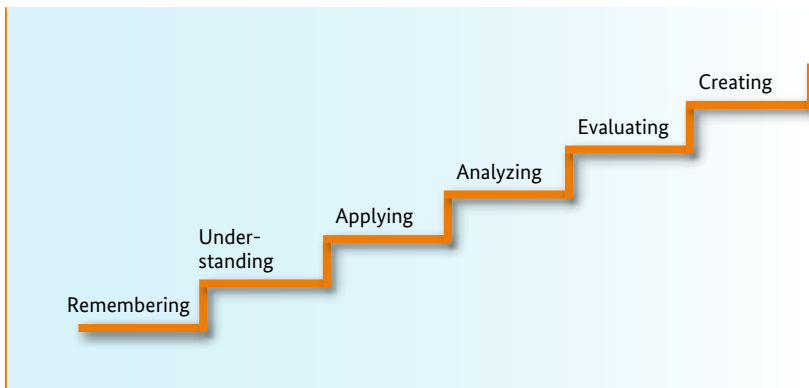 Creating
Evaluating
Analyzing
Applying
Under-
standing
Remembering